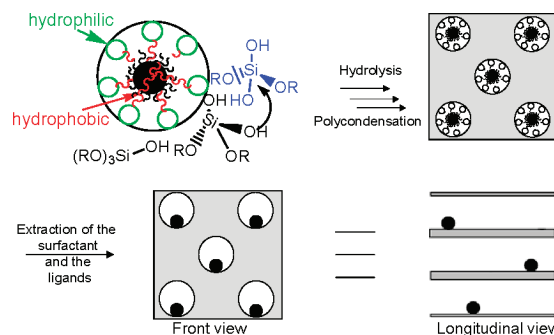 hydrophilic
OH
Si
OR
RO
HO
OH
Si
OH
hydrophobic
RO
OR
(RO)₃Si
OH
Hydrolysis
Polycondensation
Extraction of the
surfactant
and the
ligands
Front view
Longitudinal view